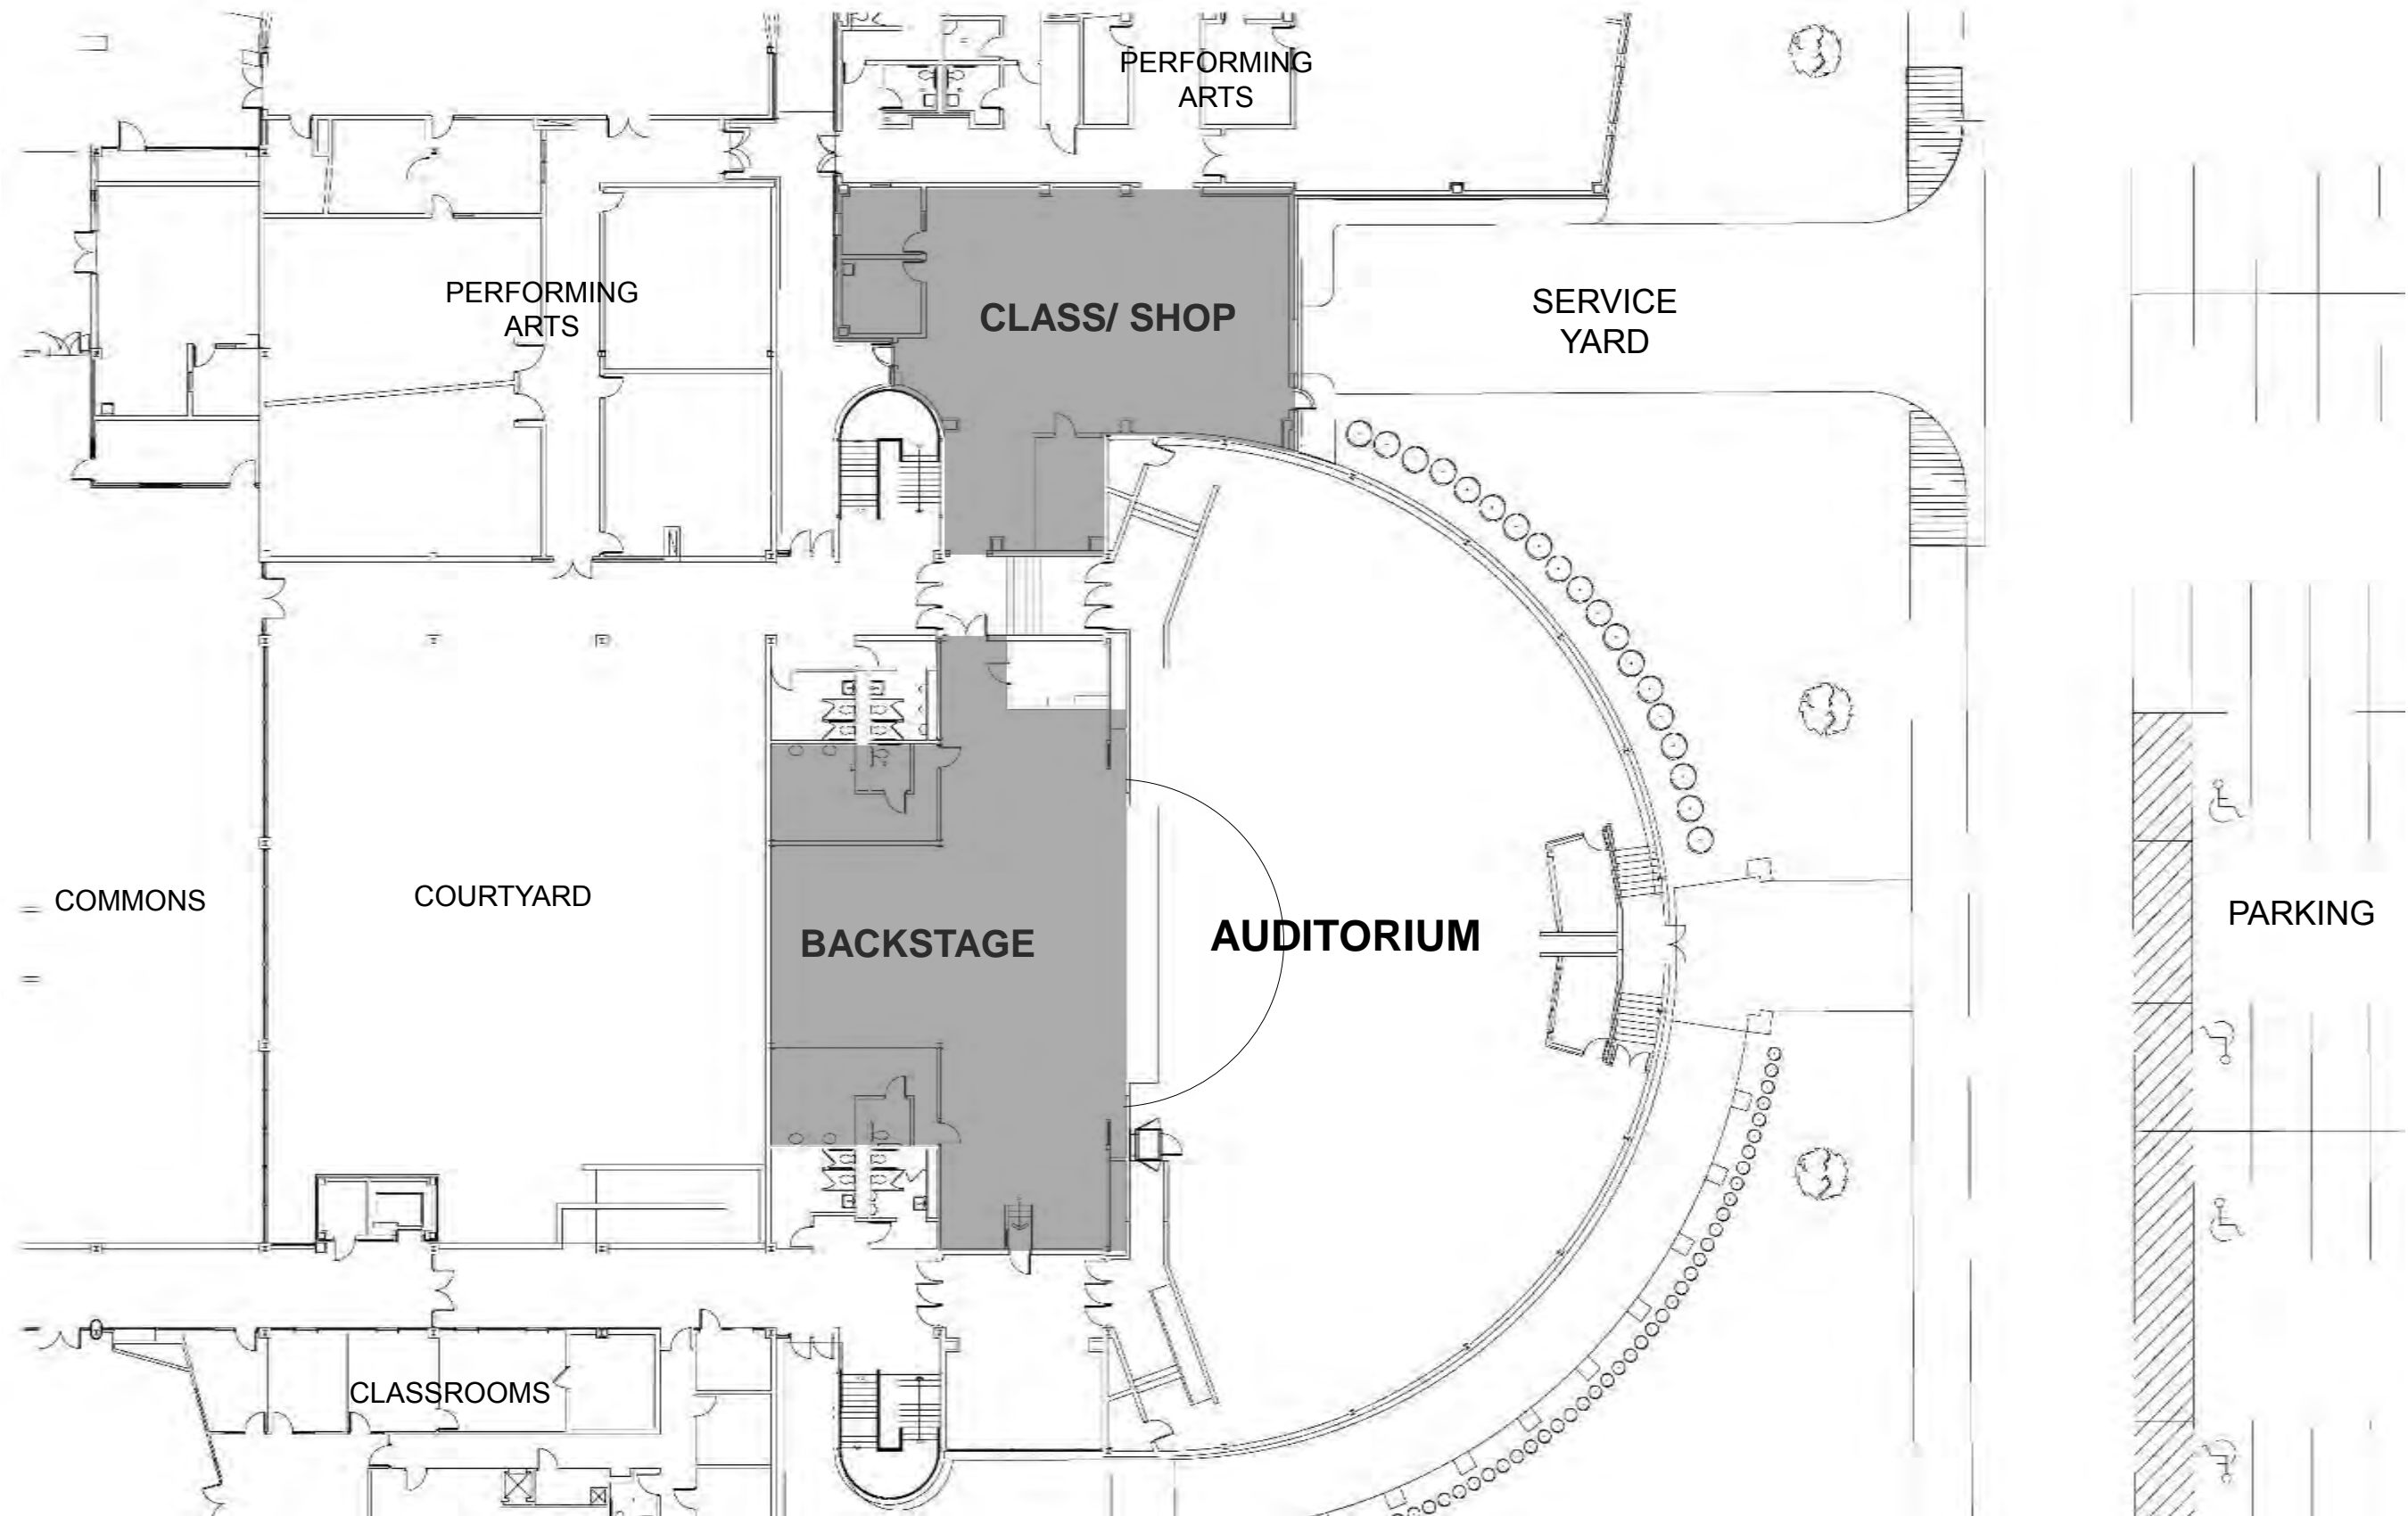 PERFORMING
ARTS
PERFORMING
ARTS
CLASS/ SHOP
SERVICE
YARD
COMMONS
COURTYARD
BACKSTAGE
AUDITORIUM
PARKING
CLASSROOMS